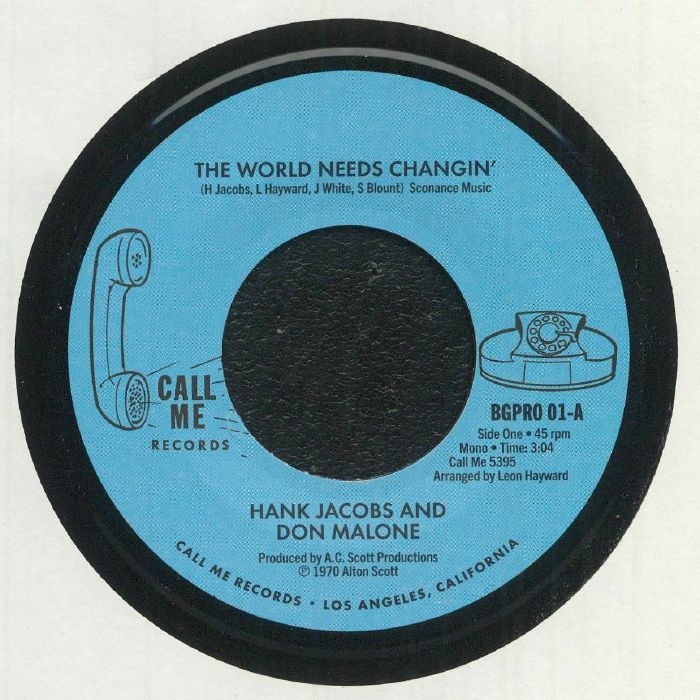 THE WORLD NEEDS CHANGIN'
(H Jacobs, L Hayward, J White, S Blount) Sconance Music
CALL
ME
RECORDS
BGPRO 01-A
Side One • 45 rpm
Mono • Time: 3:04
Call Me 5395
Arranged by Leon Hayward
HANK JACOBS AND
DON MALONE
Produced by A.C. Scott Productions
℗ 1970 Alton Scott
CALL ME RECORDS • LOS ANGELES, CALIFORNIA